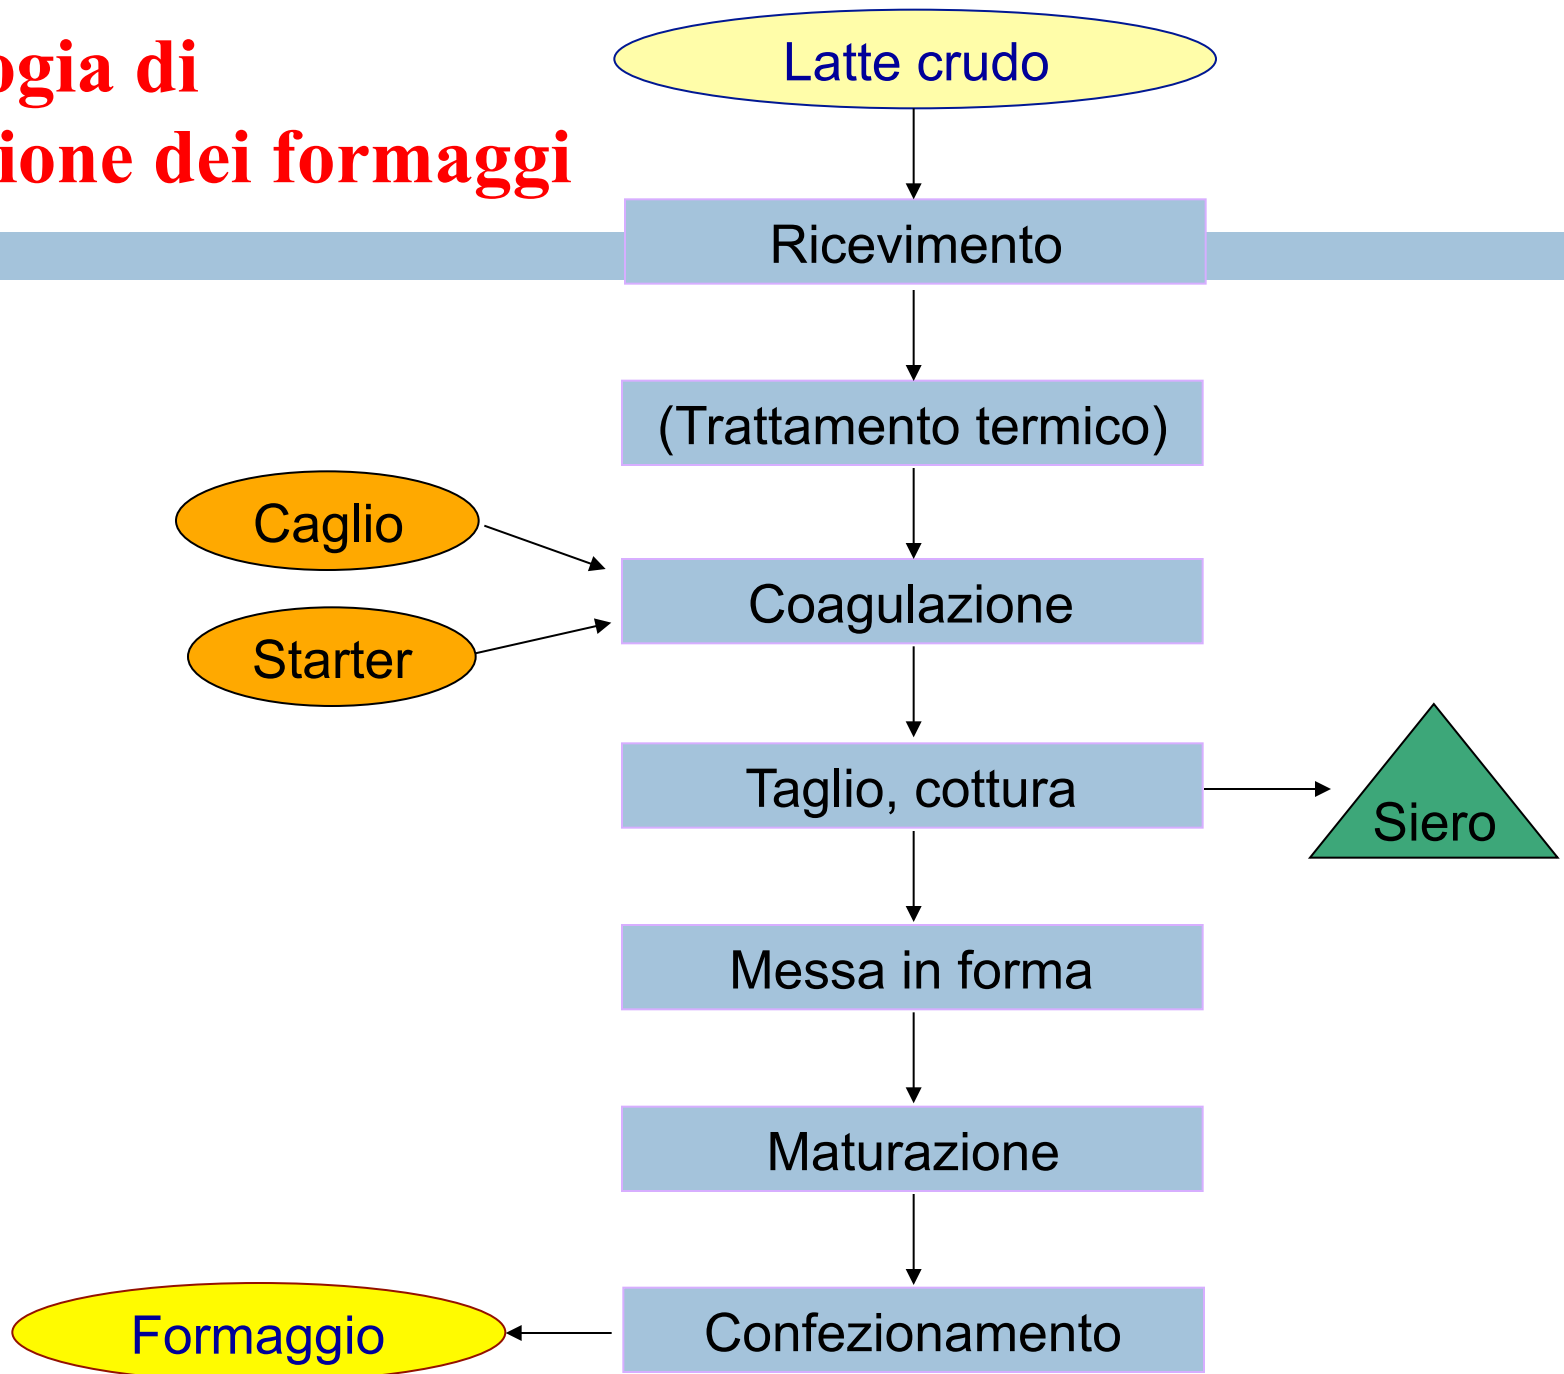 ogia di
ione dei formaggi
Latte crudo
Ricevimento
(Trattamento termico)
Caglio
Coagulazione
Starter
Taglio, cottura
Siero
Messa in forma
Maturazione
Confezionamento
Formaggio